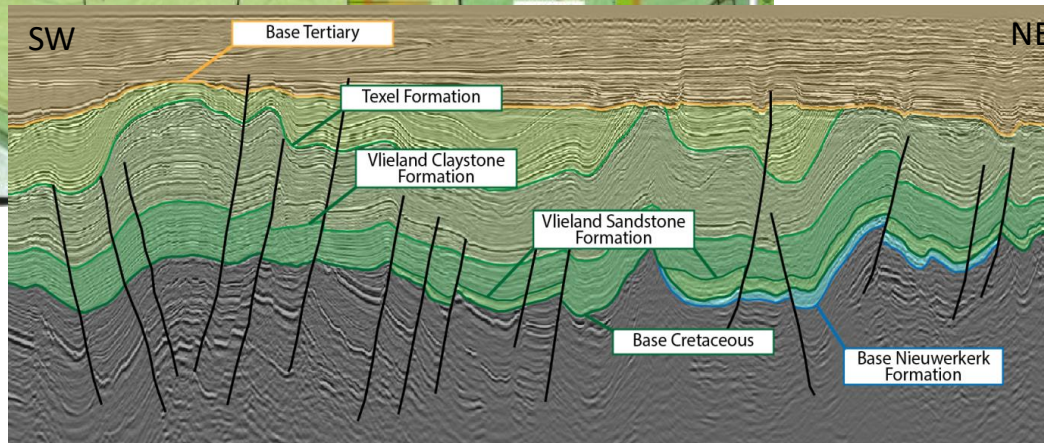 SW
NE
Base Tertiary
Texel Formation
Vlieland Claystone
Formation
Vlieland Sandstone
Formation
Base Cretaceous
Base Nieuwerkerk
Formation